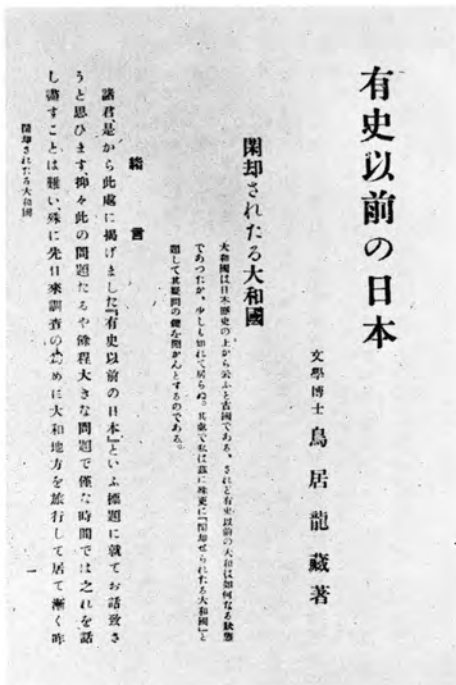 有史以前の日本
文學博士 鳥居龍藏著
閑却されたる大和國
大和國は日本歷史の上から云ふと古國である、されど有史以前の大和は如何なる狀態
であつたか、少しも知れて居らぬ。其處で私は茲に殊更に『閑却せられたる大和國』と
題して其疑問の鍵を開かんとするのである。
緖言
諸君、是から此處に揭げました『有史以前の日本』といふ標題に就てお話致さ
うと思ひます、抑々此の問題たるや餘程大きな問題で僅な時間では之れを話
し盡すことは難い、殊に先日來調査のために大和地方を旅行して居て漸く昨
閑却されたる大和國
一